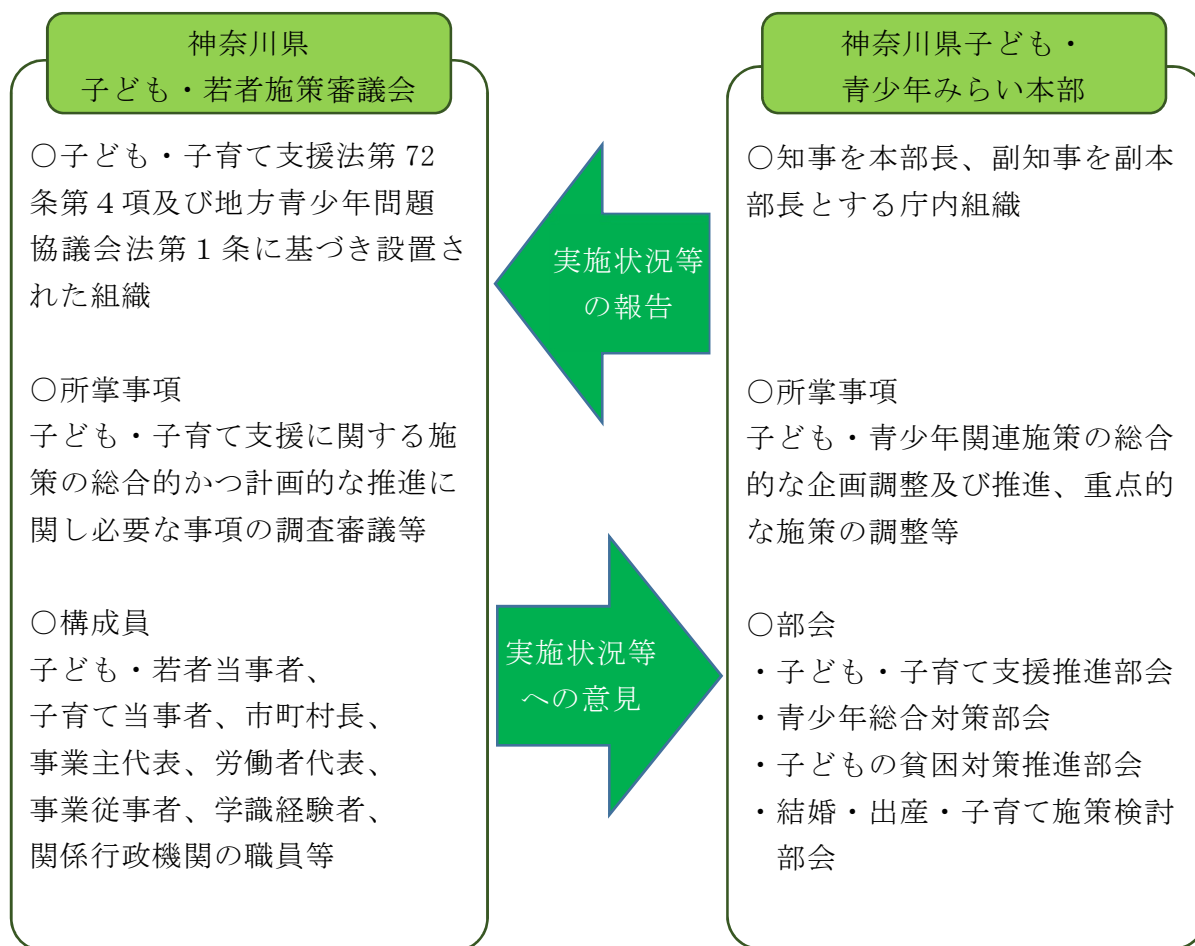 神奈川県
子ども・若者施策審議会
〇子ども・子育て支援法第 72
条第４項及び地方青少年問題
協議会法第１条に基づき設置さ
れた組織
〇所掌事項
子ども・子育て支援に関する施
策の総合的かつ計画的な推進に
関し必要な事項の調査審議等
〇構成員
子ども・若者当事者、
子育て当事者、市町村長、
事業主代表、労働者代表、
事業従事者、学識経験者、
関係行政機関の職員等
実施状況等
の報告
実施状況等
への意見
神奈川県子ども・
青少年みらい本部
〇知事を本部長、副知事を副本
部長とする庁内組織
〇所掌事項
子ども・青少年関連施策の総合
的な企画調整及び推進、重点的
な施策の調整等
〇部会
・子ども・子育て支援推進部会
・青少年総合対策部会
・子どもの貧困対策推進部会
・結婚・出産・子育て施策検討
部会